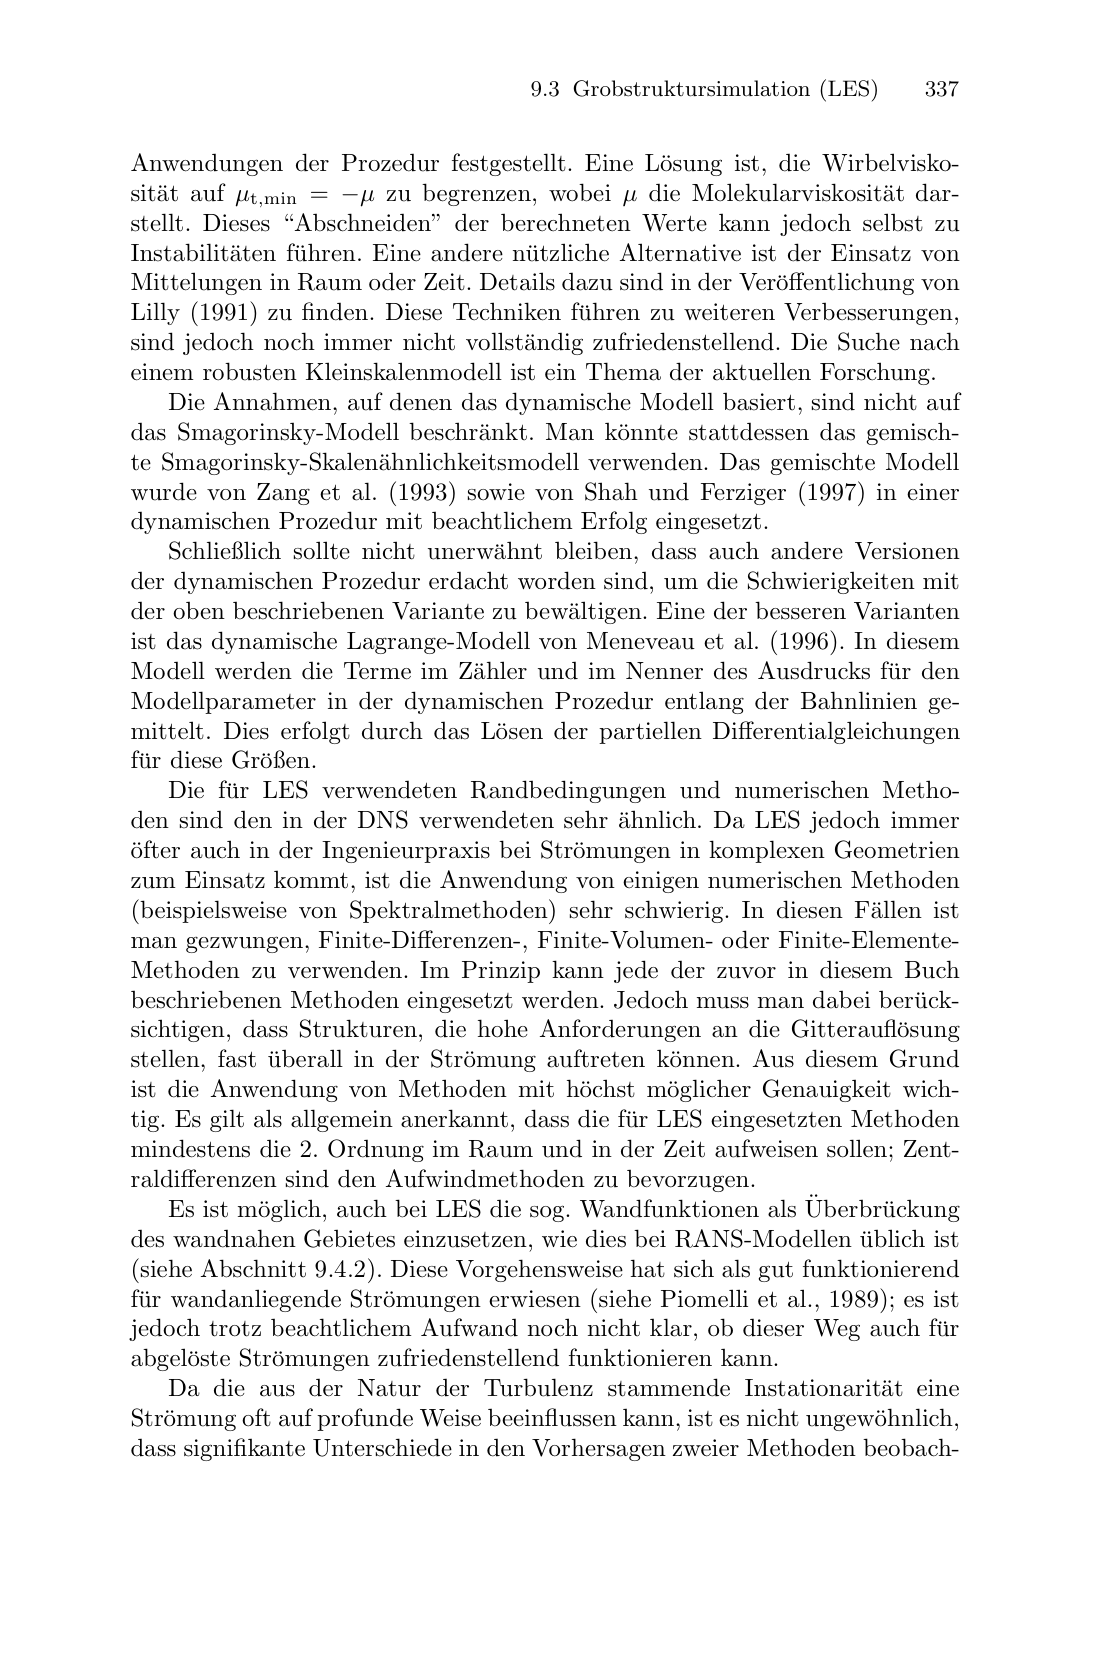 9.3 Grobstruktursimulation (LES) 337
Anwendungen der Prozedur festgestellt. Eine Lösung ist, die Wirbelvisko-
sität auf μt,min = −μ zu begrenzen, wobei μ die Molekularviskosität dar-
stellt. Dieses “Abschneiden” der berechneten Werte kann jedoch selbst zu
Instabilitäten führen. Eine andere nützliche Alternative ist der Einsatz von
Mittelungen in Raum oder Zeit. Details dazu sind in der Veröffentlichung von
Lilly (1991) zu finden. Diese Techniken führen zu weiteren Verbesserungen,
sind jedoch noch immer nicht vollständig zufriedenstellend. Die Suche nach
einem robusten Kleinskalenmodell ist ein Thema der aktuellen Forschung.
Die Annahmen, auf denen das dynamische Modell basiert, sind nicht auf
das Smagorinsky-Modell beschränkt. Man könnte stattdessen das gemisch-
te Smagorinsky-Skalenähnlichkeitsmodell verwenden. Das gemischte Modell
wurde von Zang et al. (1993) sowie von Shah und Ferziger (1997) in einer
dynamischen Prozedur mit beachtlichem Erfolg eingesetzt.
Schließlich sollte nicht unerwähnt bleiben, dass auch andere Versionen
der dynamischen Prozedur erdacht worden sind, um die Schwierigkeiten mit
der oben beschriebenen Variante zu bewältigen. Eine der besseren Varianten
ist das dynamische Lagrange-Modell von Meneveau et al. (1996). In diesem
Modell werden die Terme im Zähler und im Nenner des Ausdrucks für den
Modellparameter in der dynamischen Prozedur entlang der Bahnlinien ge-
mittelt. Dies erfolgt durch das Lösen der partiellen Differentialgleichungen
für diese Größen.
Die für LES verwendeten Randbedingungen und numerischen Metho-
den sind den in der DNS verwendeten sehr ähnlich. Da LES jedoch immer
öfter auch in der Ingenieurpraxis bei Strömungen in komplexen Geometrien
zum Einsatz kommt, ist die Anwendung von einigen numerischen Methoden
(beispielsweise von Spektralmethoden) sehr schwierig. In diesen Fällen ist
man gezwungen, Finite-Differenzen-, Finite-Volumen- oder Finite-Elemente-
Methoden zu verwenden. Im Prinzip kann jede der zuvor in diesem Buch
beschriebenen Methoden eingesetzt werden. Jedoch muss man dabei berück-
sichtigen, dass Strukturen, die hohe Anforderungen an die Gitterauflösung
stellen, fast überall in der Strömung auftreten können. Aus diesem Grund
ist die Anwendung von Methoden mit höchst möglicher Genauigkeit wich-
tig. Es gilt als allgemein anerkannt, dass die für LES eingesetzten Methoden
mindestens die 2. Ordnung im Raum und in der Zeit aufweisen sollen; Zent-
raldifferenzen sind den Aufwindmethoden zu bevorzugen.
Es ist möglich, auch bei LES die sog. Wandfunktionen als Überbrückung
des wandnahen Gebietes einzusetzen, wie dies bei RANS-Modellen üblich ist
(siehe Abschnitt 9.4.2). Diese Vorgehensweise hat sich als gut funktionierend
für wandanliegende Strömungen erwiesen (siehe Piomelli et al., 1989); es ist
jedoch trotz beachtlichem Aufwand noch nicht klar, ob dieser Weg auch für
abgelöste Strömungen zufriedenstellend funktionieren kann.
Da die aus der Natur der Turbulenz stammende Instationarität eine
Strömung oft auf profunde Weise beeinflussen kann, ist es nicht ungewöhnlich,
dass signifikante Unterschiede in den Vorhersagen zweier Methoden beobach-